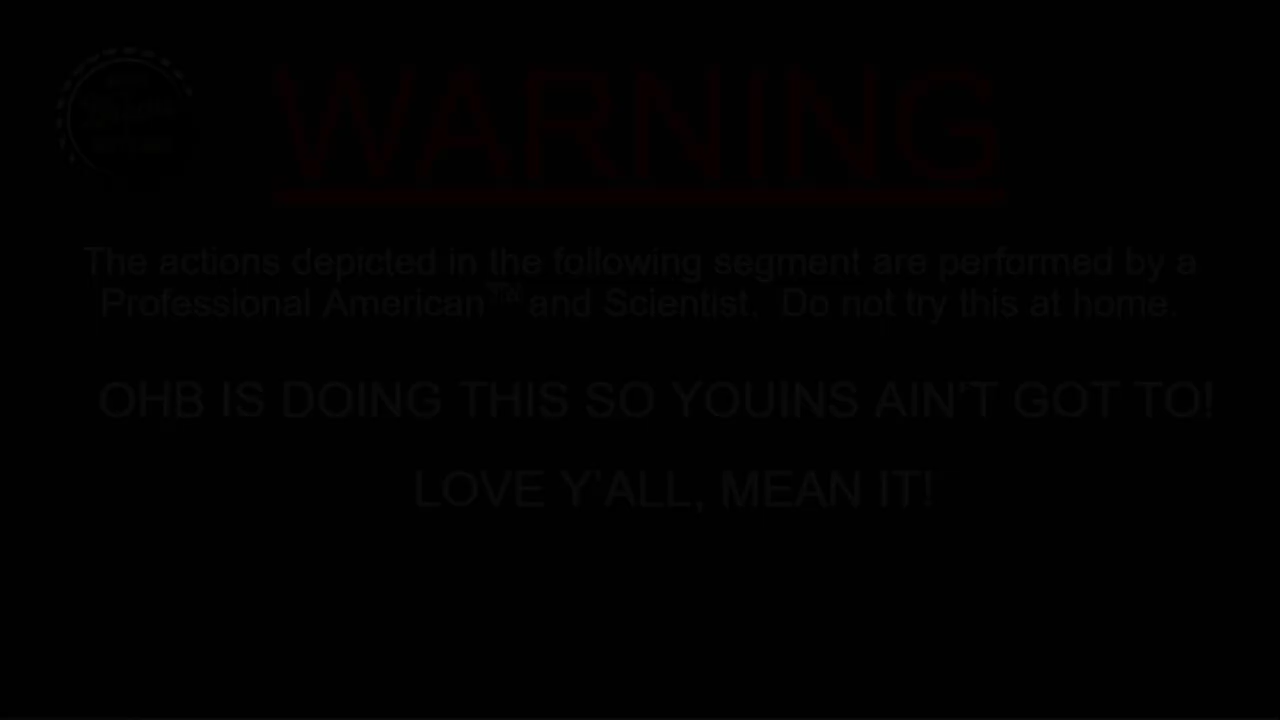 WARNING
The actions depicted in the following segment are performed by a
Professional American™ and Scientist. Do not try this at home.
OHB IS DOING THIS SO YOUINS AIN'T GOT TO!
LOVE Y'ALL, MEAN IT!